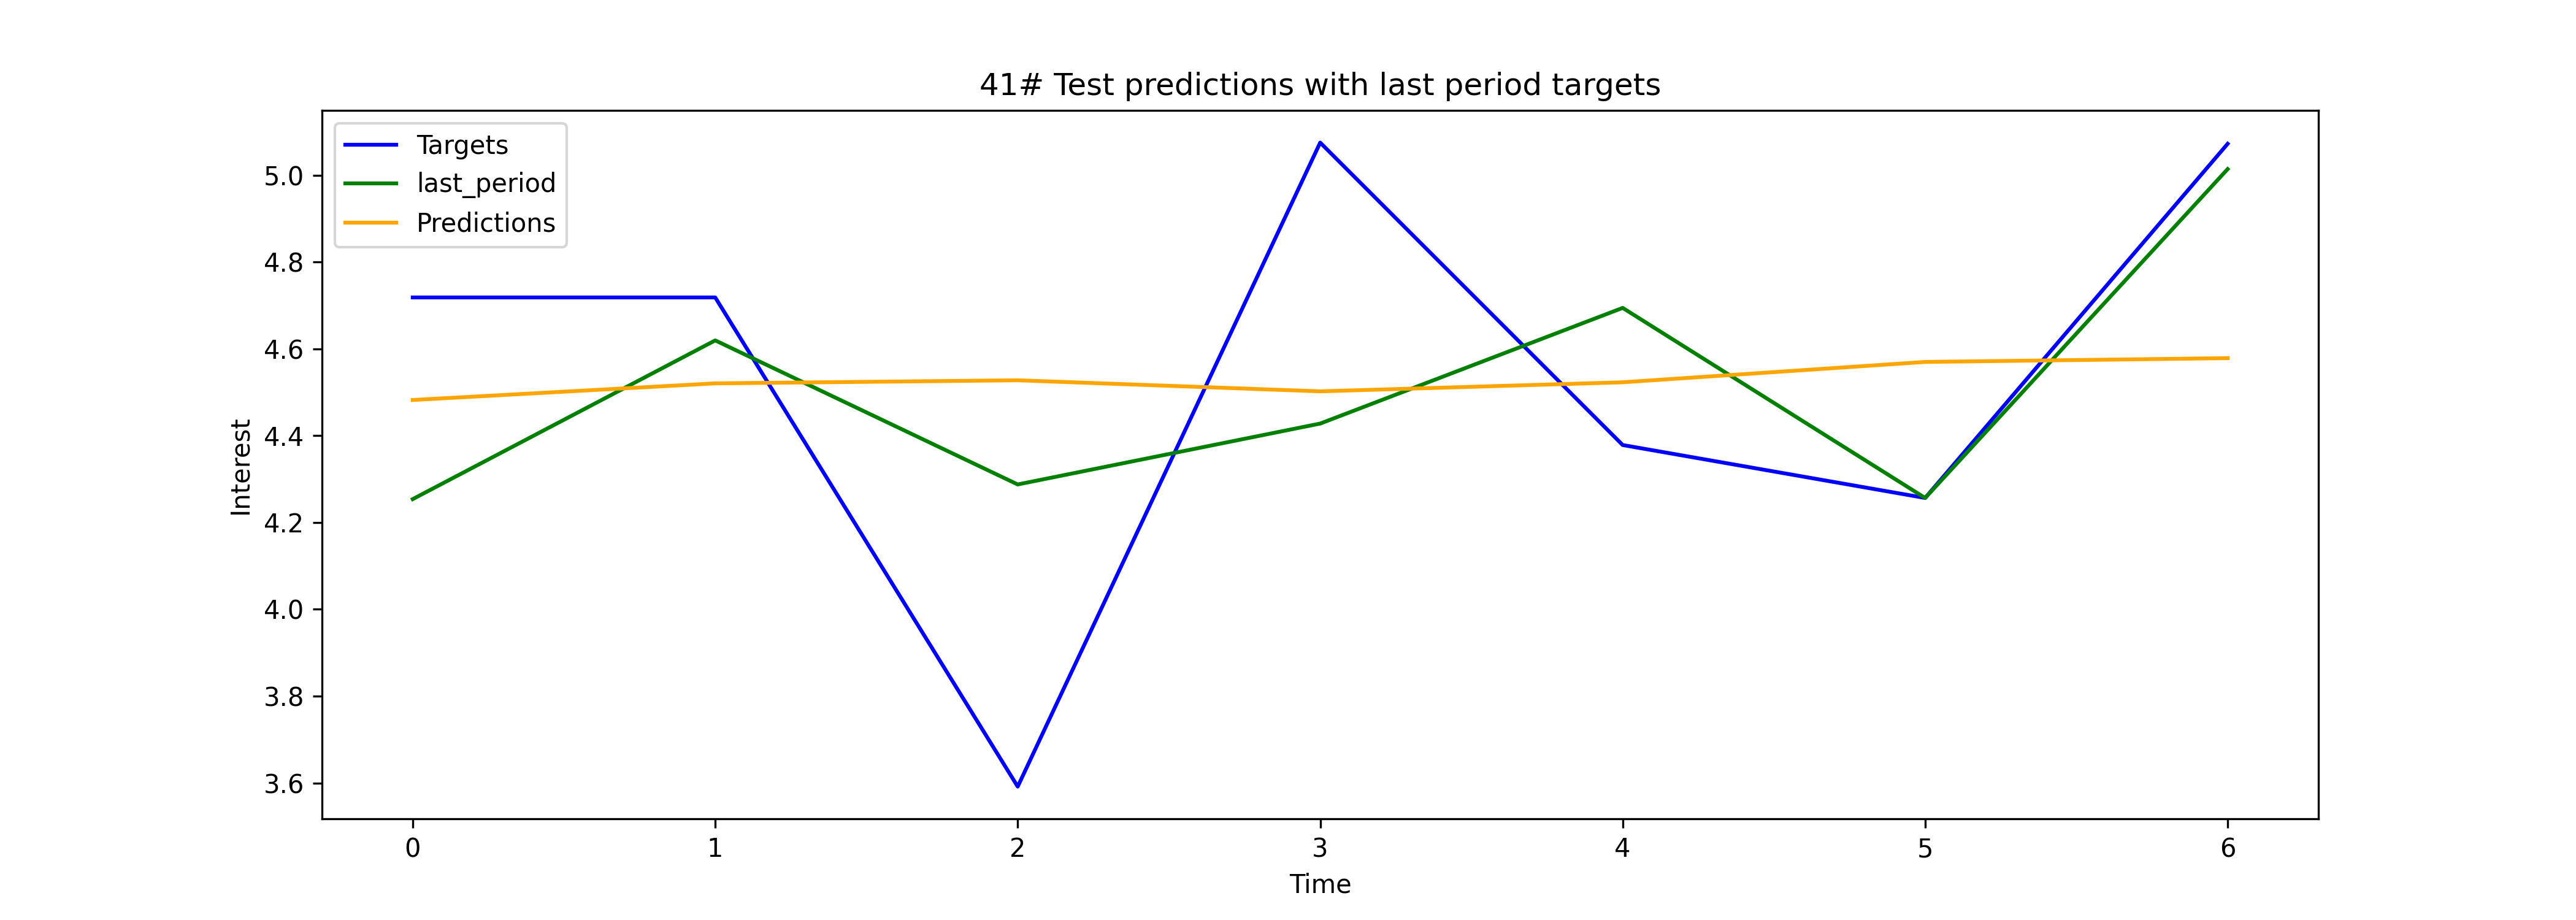 41# Test predictions with last period targets
Targets
last_period
Predictions
5.0
4.8
4.6
4.4
4.2
4.0
3.8
3.6
Interest
0 1 2 3 4 5 6
Time